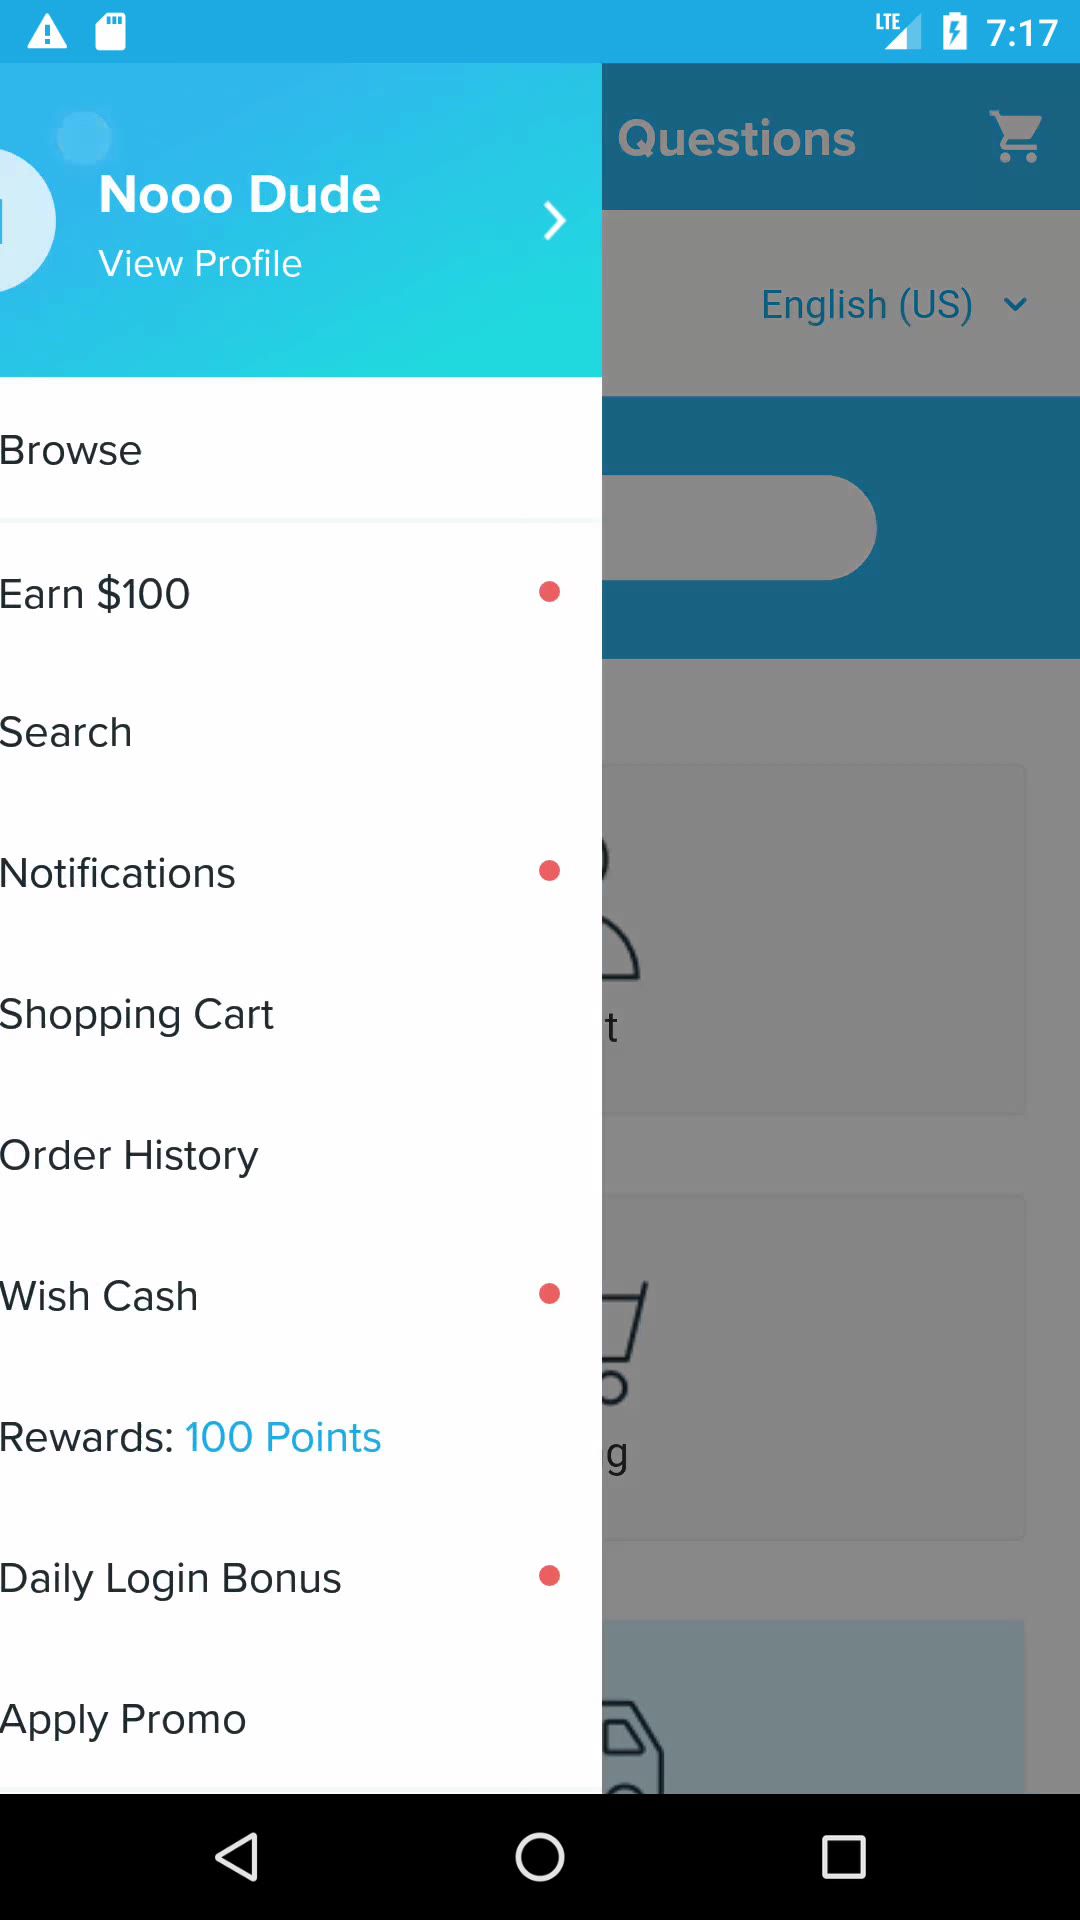 LTE 7:17
Questions
Nooo Dude
View Profile
English (US)
Browse
Earn $100
Search
Notifications
Shopping Cart
Order History
Wish Cash
Rewards: 100 Points
Daily Login Bonus
Apply Promo